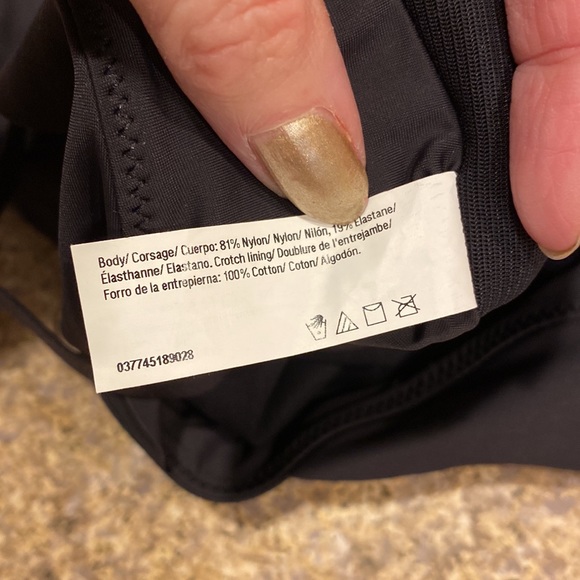 Body/ Corsage/ Cuerpo: 81% Nylon/ Nylon/ Nilón, 19% Elastane/
Élasthanne/ Elastano. Crotch lining/ Doublure de l'entrejambe/
Forro de la entrepierna: 100% Cotton/ Coton/ Algodón.
037745189028